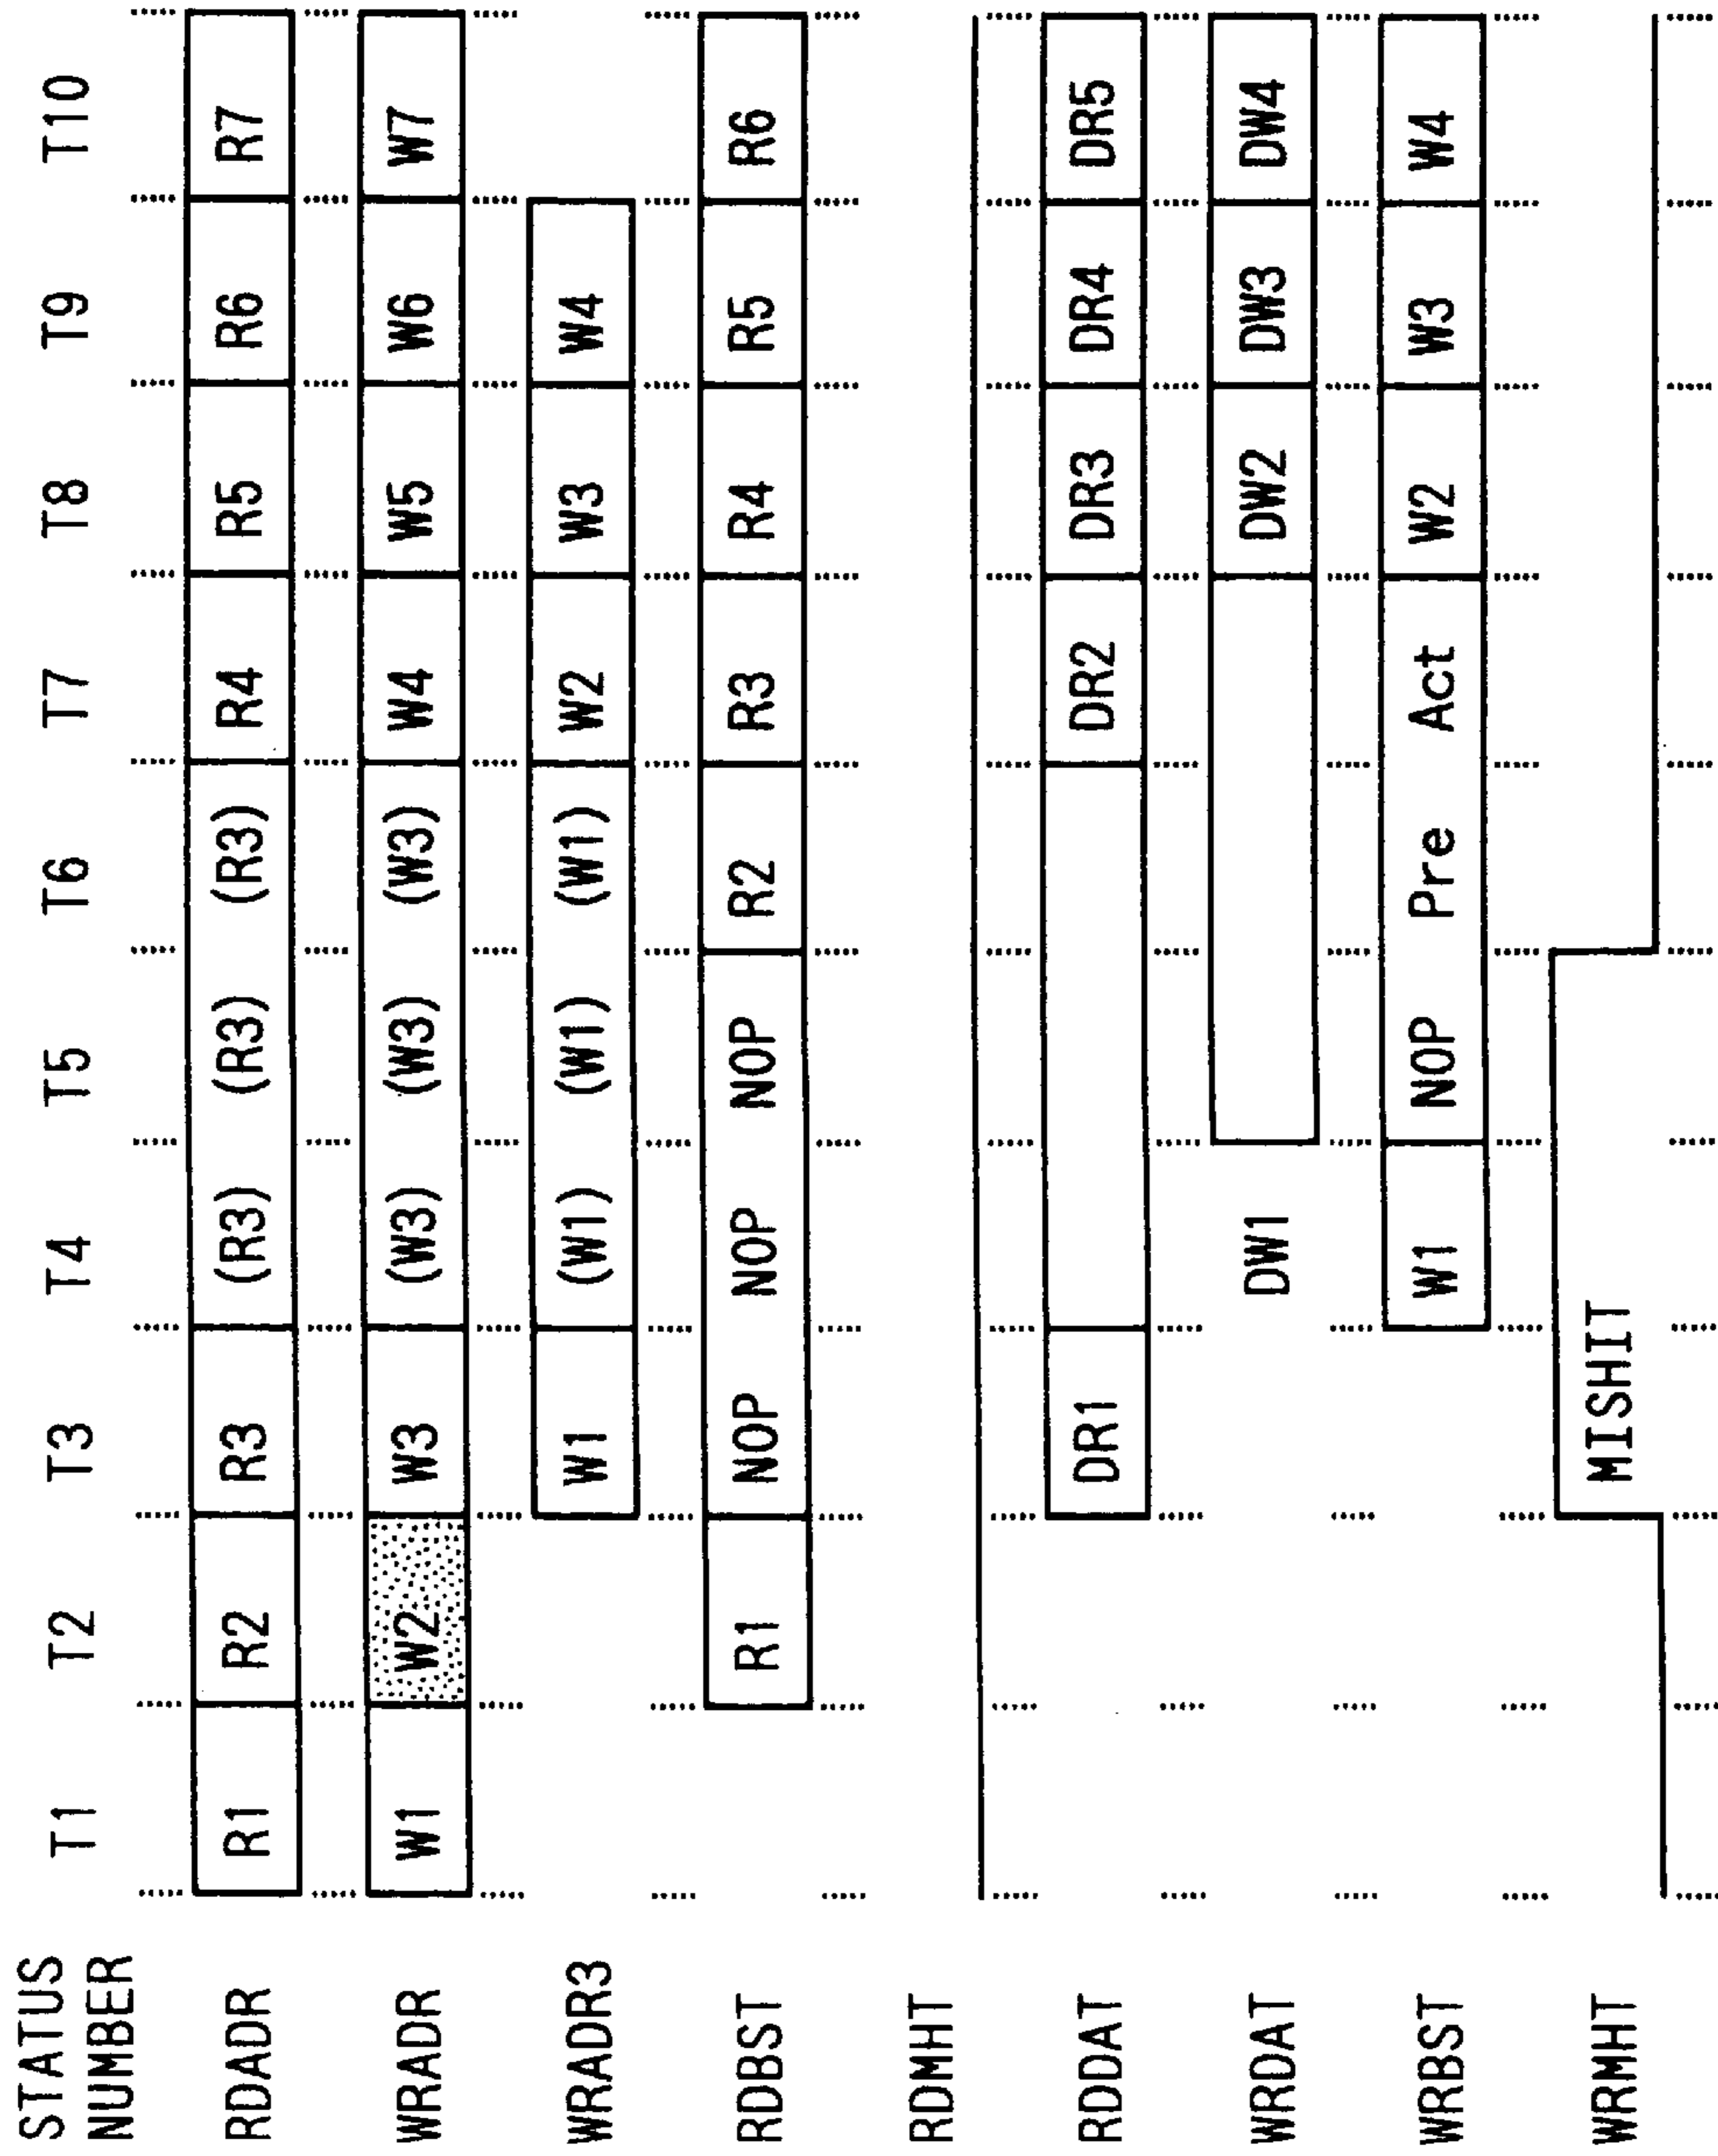 STATUS NUMBER T1 T2 T3 T4 T5 T6 T7 T8 T9 T10
RDADR R1 R2 R3 (R3) (R3) (R3) R4 R5 R6 R7
WRADR W1 W2 W3 (W3) (W3) (W3) W4 W5 W6 W7
WRADR3 W1 (W1) (W1) (W1) W2 W3 W4
RDBST R1 NOP NOP NOP R2 R3 R4 R5 R6
RDMHT
RDDAT DR1 DR2 DR3 DR4 DR5
WRDAT DW1 DW2 DW3 DW4
WRBST W1 NOP Pre Act W2 W3 W4
WRMHT MISHIT